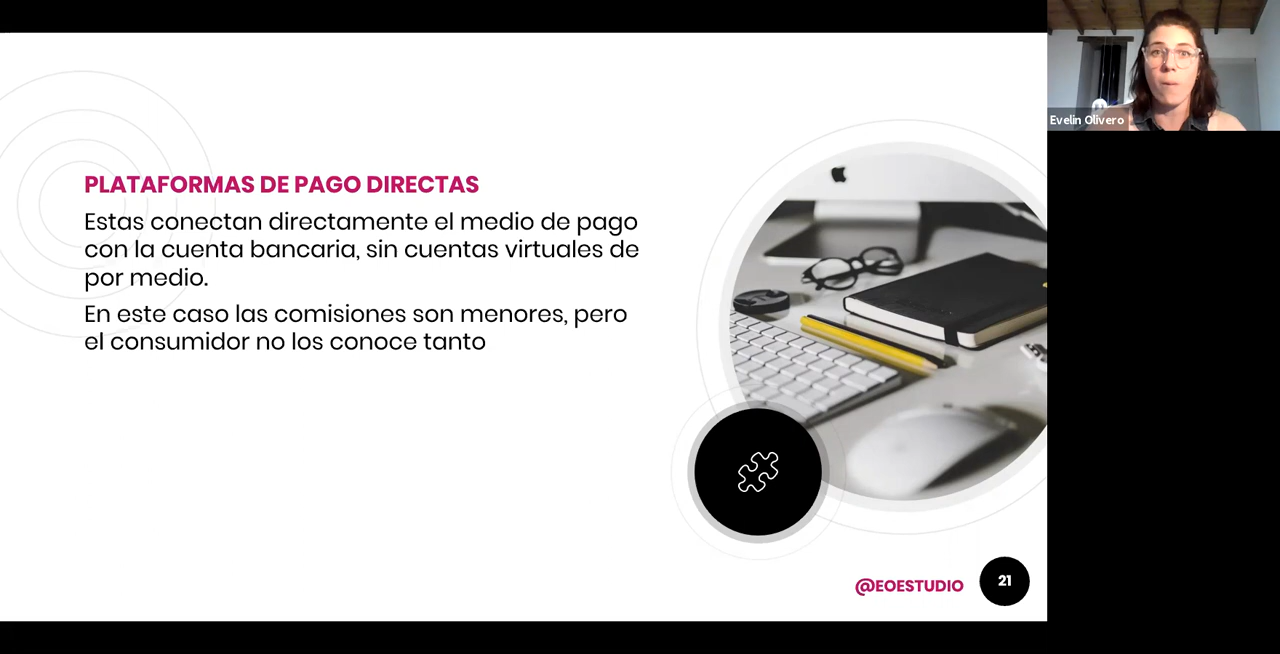 PLATAFORMAS DE PAGO DIRECTAS
Estas conectan directamente el medio de pago
con la cuenta bancaria, sin cuentas virtuales de
por medio.
En este caso las comisiones son menores, pero
el consumidor no los conoce tanto
@EOESTUDIO
21
Evelin Olivero